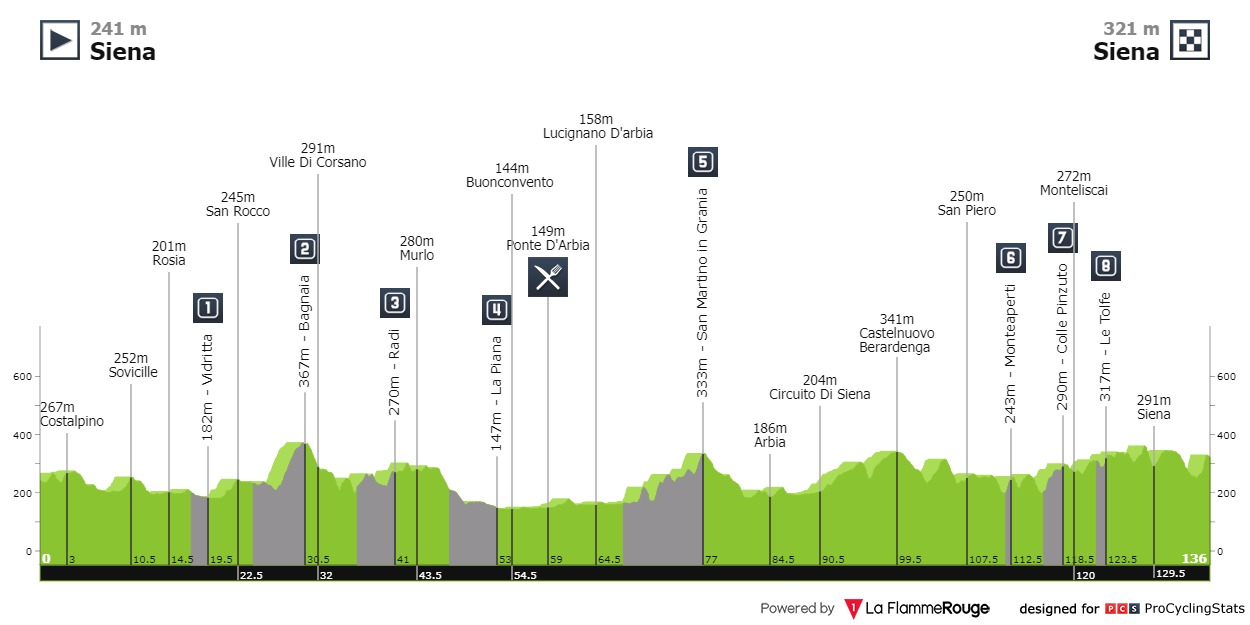 241 m
Siena
321 m
Siena
158m
Lucignano D'arbia
291m
Ville Di Corsano
144m
Buonconvento
5
272m
Monteliscai
245m
San Rocco
250m
San Piero
201m
Rosia
2
280m
Murlo
149m
Ponte D'Arbia
7
6
8
1
3
4
182m - Vidritta
367m - Bagnaia
270m - Radi
147m - La Piana
333m - San Martino in Grania
243m - Monteaperti
290m - Colle Pinzuto
317m - Le Tolfe
341m
Castelnuovo
Berardenga
252m
Sovicille
204m
Circuito Di Siena
267m
Costalpino
186m
Arbia
291m
Siena
600
400
200
0
600
400
200
0
0 3 10.5 14.5 19.5 30.5 41 53 59 64.5 77 84.5 90.5 99.5 107.5 112.5 118.5 123.5 136
22.5 32 43.5 54.5 120 129.5
Powered by 1 La FlammeRouge designed for PCS ProCyclingStats